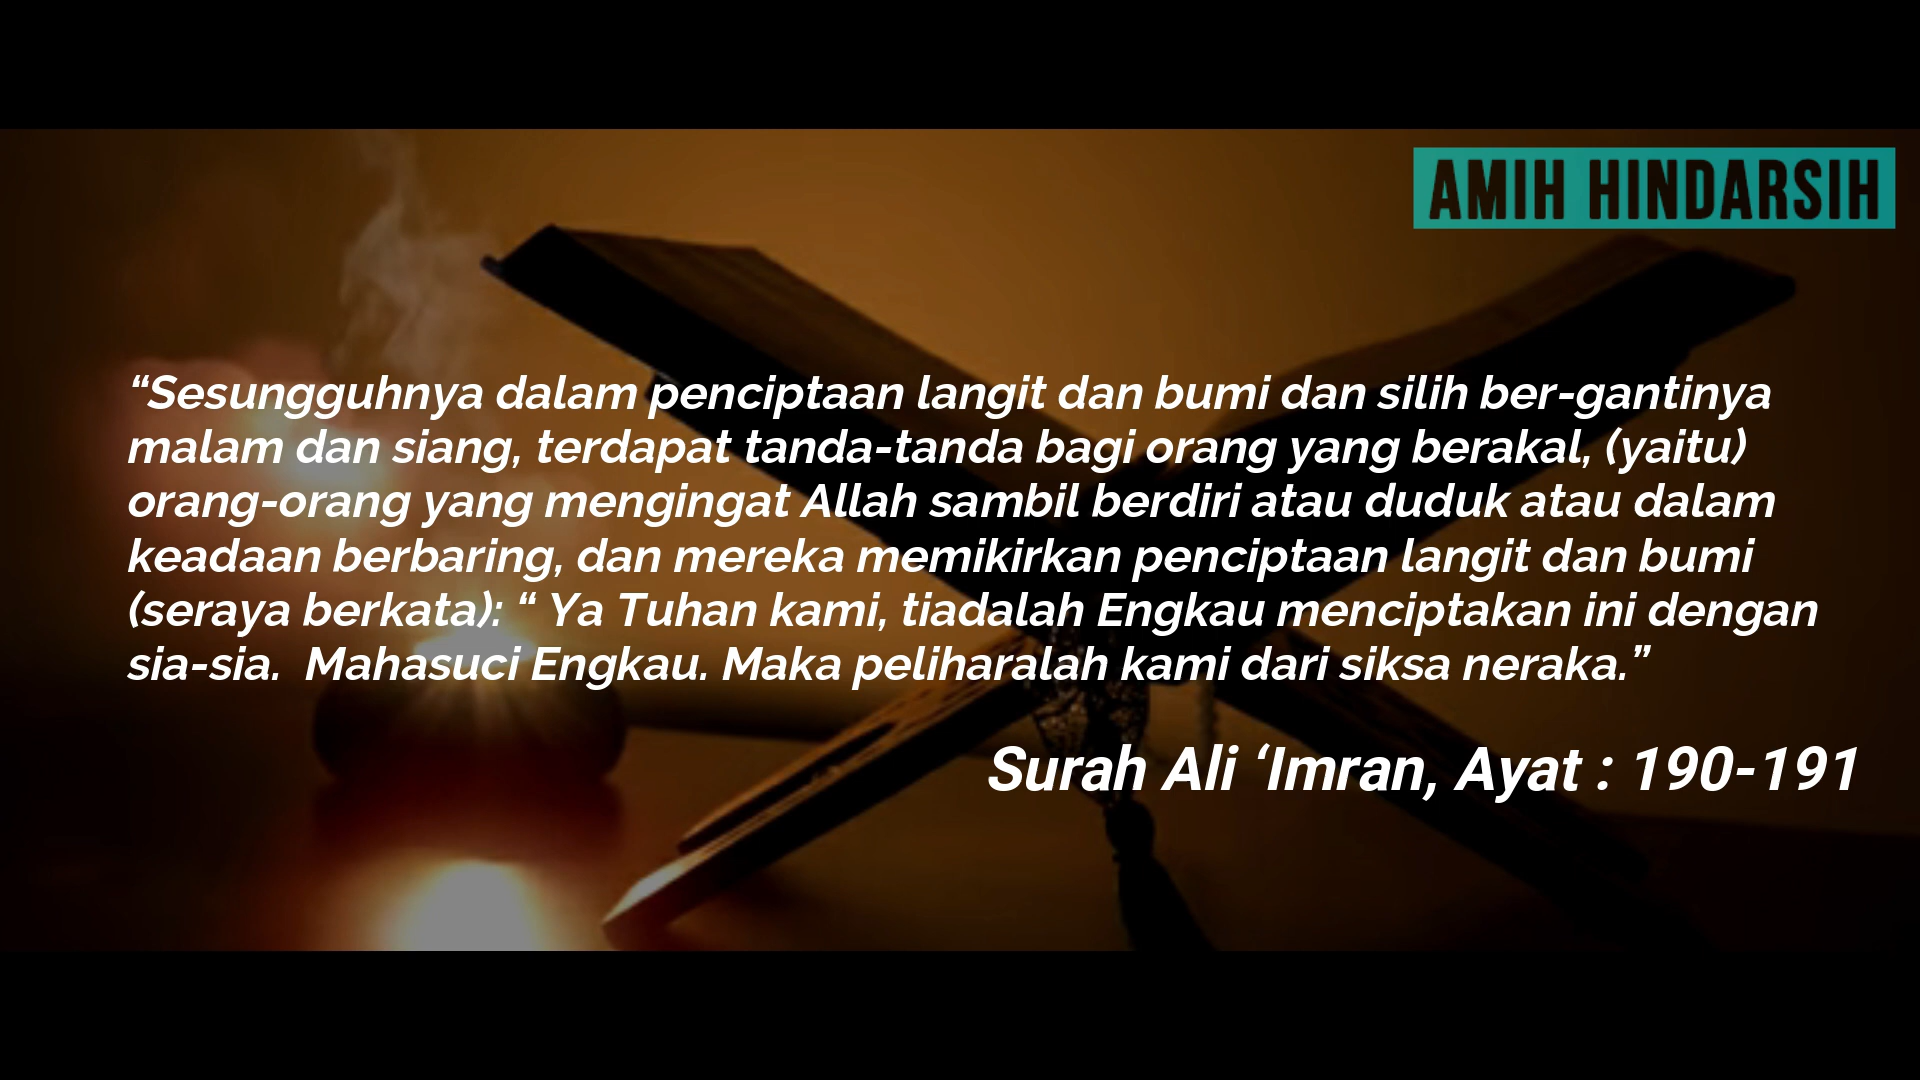 AMIH HINDARSIH
“Sesungguhnya dalam penciptaan langit dan bumi dan silih ber-gantinya
malam dan siang, terdapat tanda-tanda bagi orang yang berakal, (yaitu)
orang-orang yang mengingat Allah sambil berdiri atau duduk atau dalam
keadaan berbaring, dan mereka memikirkan penciptaan langit dan bumi
(seraya berkata): “ Ya Tuhan kami, tiadalah Engkau menciptakan ini dengan
sia-sia.  Mahasuci Engkau. Maka peliharalah kami dari siksa neraka.”
Surah Ali ‘Imran, Ayat : 190-191